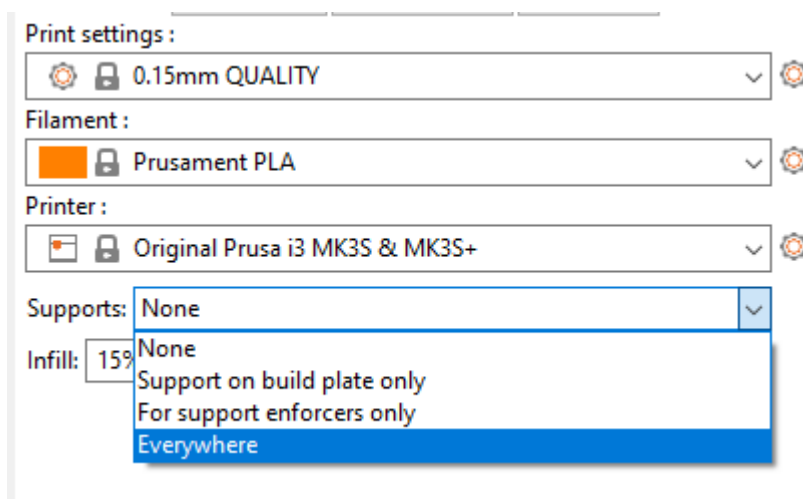 Print settings :
0.15mm QUALITY
Filament :
Prusament PLA
Printer :
Original Prusa i3 MK3S & MK3S+
Supports: None
None
Infill: 15%
Support on build plate only
For support enforcers only
Everywhere